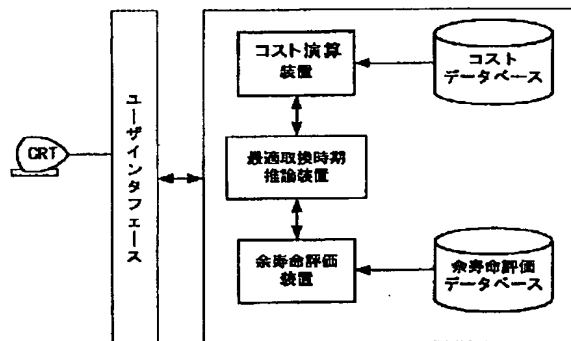 CRT
ユーザインタフェース
コスト演算
装置
コスト
データベース
最適取換時期
推論装置
余寿命評価
装置
余寿命評価
データベース